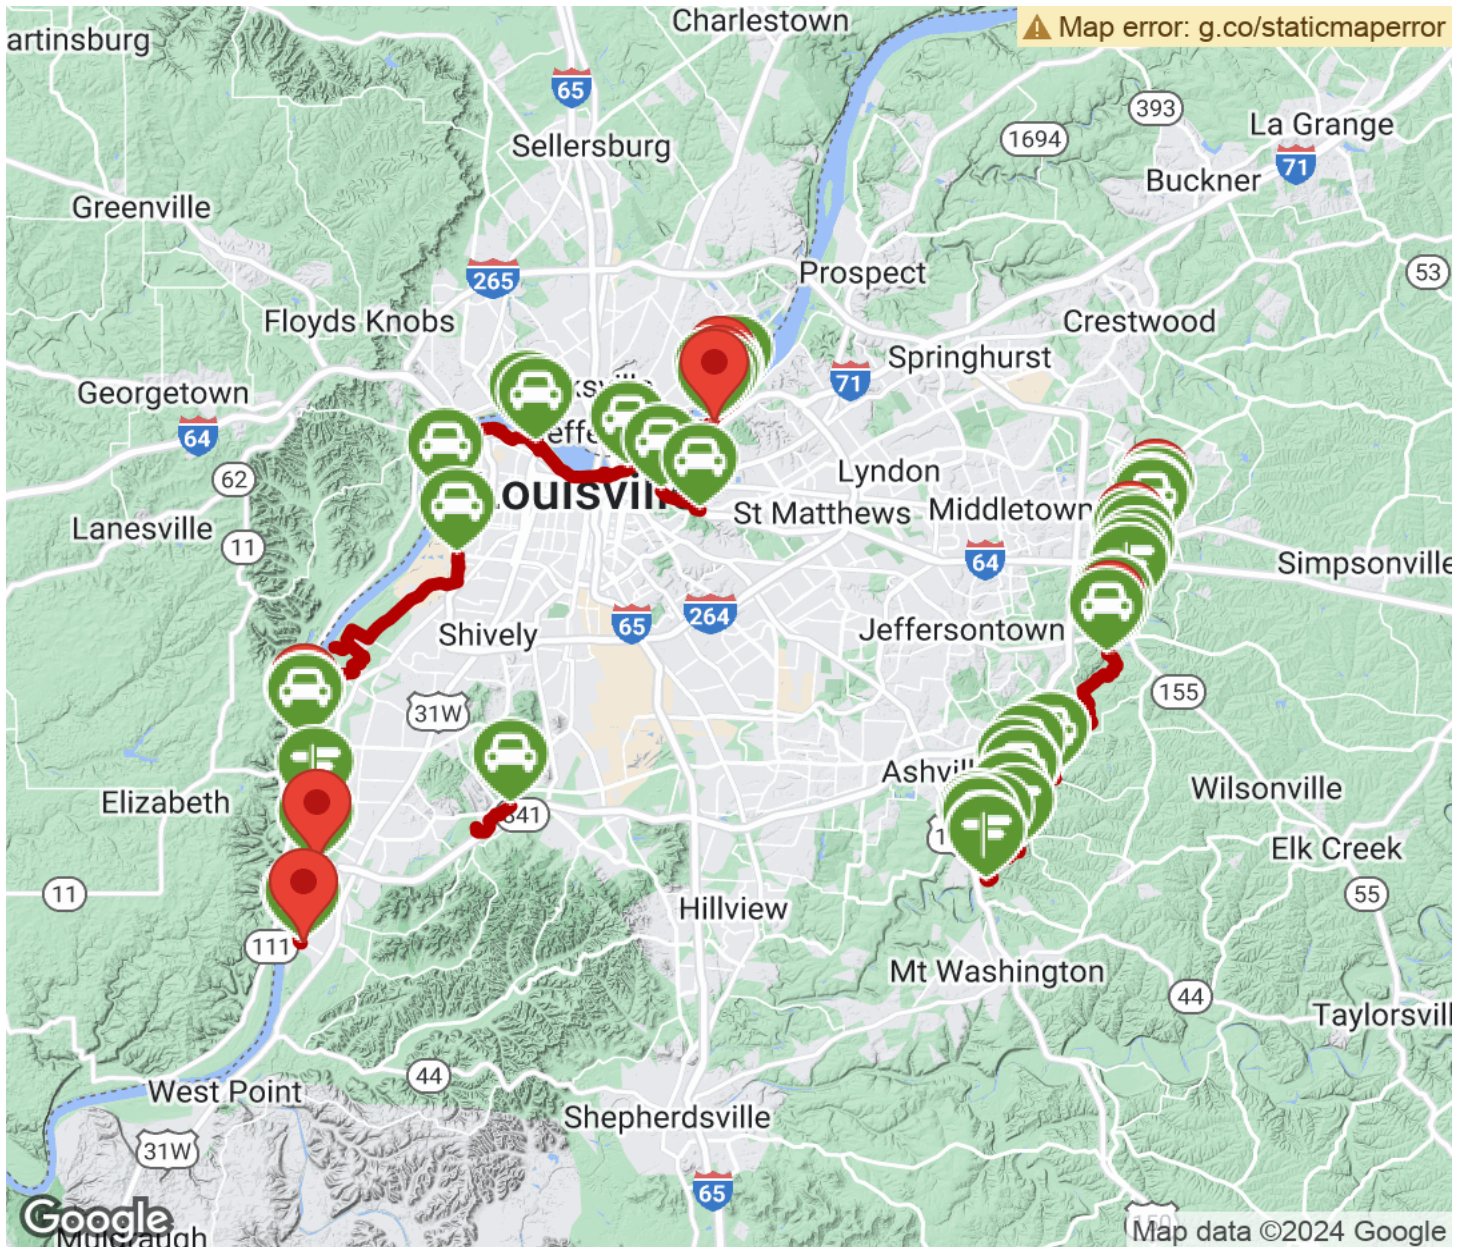 Charlestown
artinsburg
Map error: g.co/staticmaperror
65
393
La Grange
1694
Sellersburg
71
Buckner
Greenville
265
Prospect
53
Floyds Knobs
Crestwood
Springhurst
71
Georgetown
64
62
Lyndon
St Matthews
Middletown
Lanesville
11
64
Simpsonville
264
65
Shively
Jeffersontown
155
31W
Elizabeth
841
Wilsonville
Elk Creek
11
55
Hillview
111
Mt Washington
44
Taylorsvil
44
West Point
Shepherdsville
31W
65
Google
Map data ©2024 Google